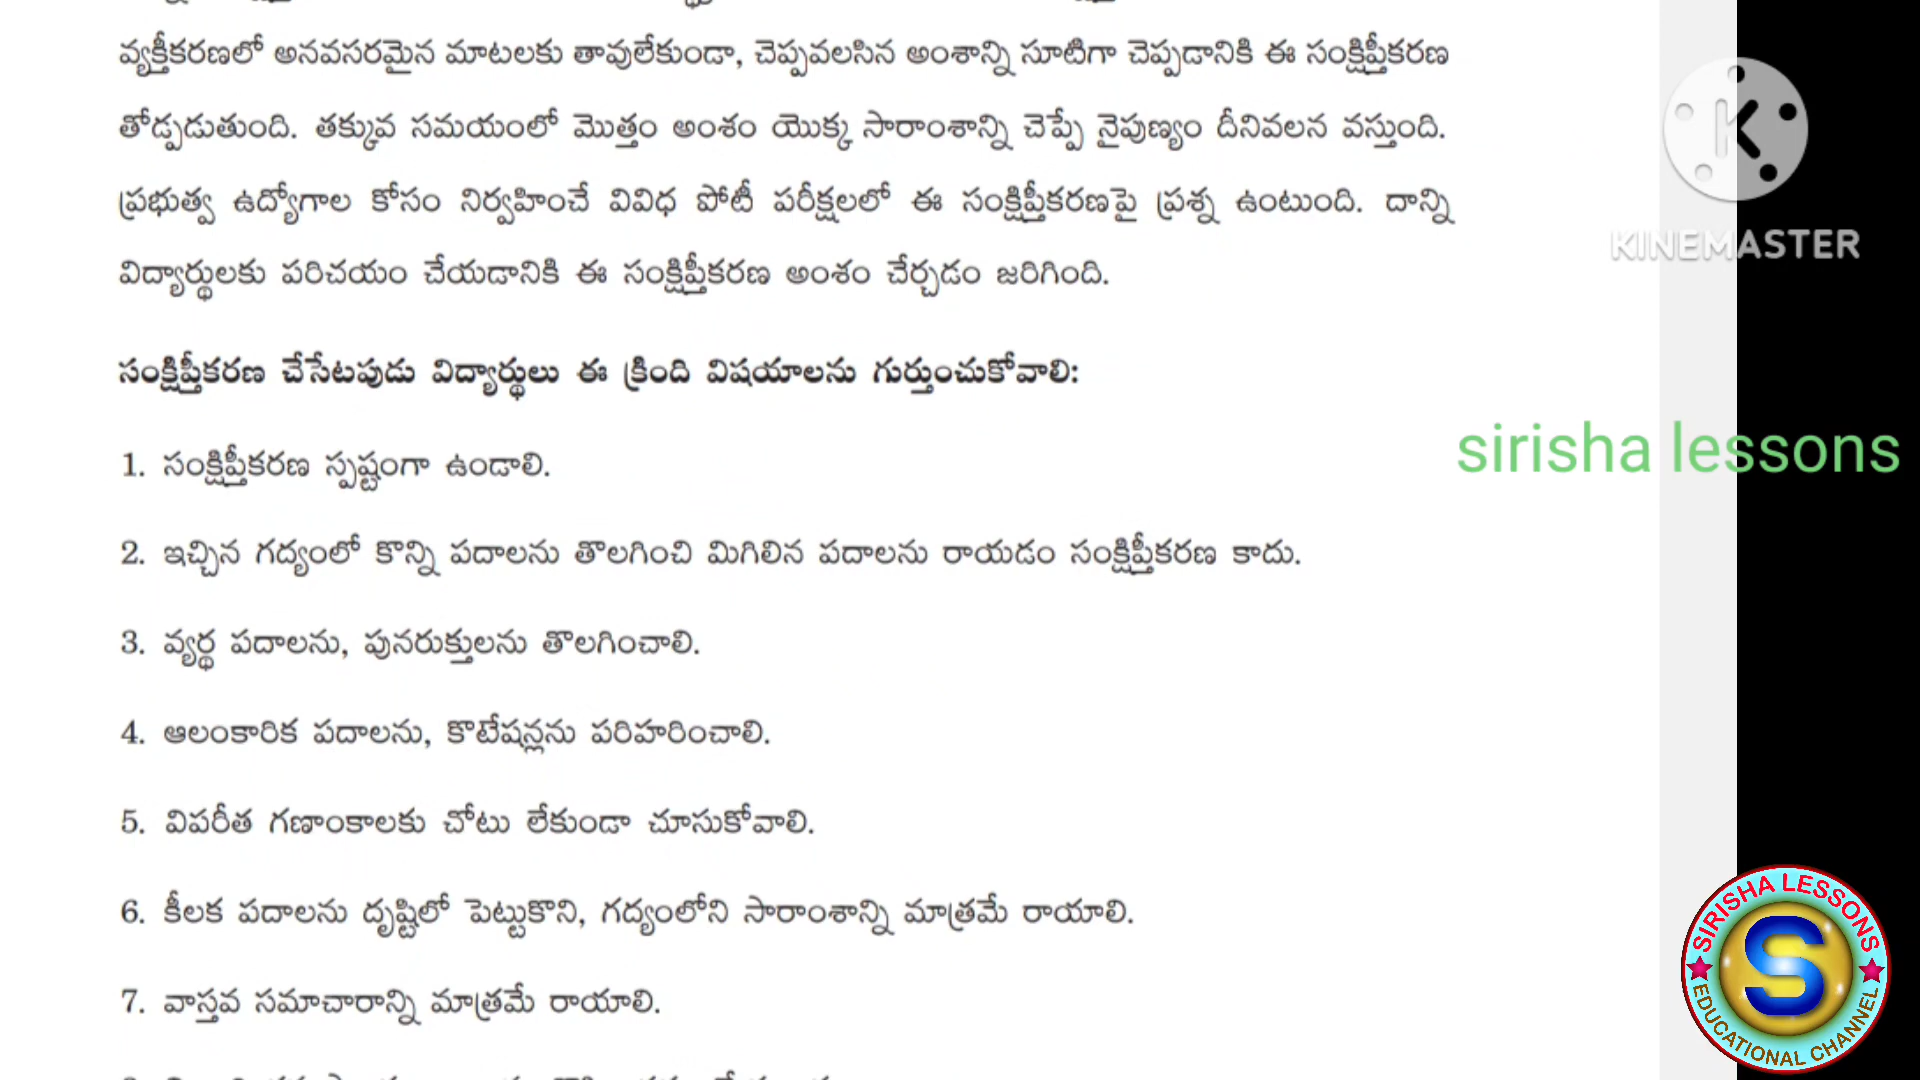 వ్యక్తీకరణలో అనవసరమైన మాటలకు తావులేకుండా, చెప్పవలసిన అంశాన్ని సూటిగా చెప్పడానికి ఈ సంక్షిప్తీకరణ
తోడ్పడుతుంది. తక్కువ సమయంలో మొత్తం అంశం యొక్క సారాంశాన్ని చెప్పే నైపుణ్యం దీనివలన వస్తుంది.
ప్రభుత్వ ఉద్యోగాల కోసం నిర్వహించే వివిధ పోటీ పరీక్షలలో ఈ సంక్షిప్తీకరణపై ప్రశ్న ఉంటుంది. దాన్ని
విద్యార్థులకు పరిచయం చేయడానికి ఈ సంక్షిప్తీకరణ అంశం చేర్చడం జరిగింది.
K
KINEMASTER
సంక్షిప్తీకరణ చేసేటపుడు విద్యార్థులు ఈ క్రింది విషయాలను గుర్తుంచుకోవాలి:
sirisha lessons
1. సంక్షిప్తీకరణ స్పష్టంగా ఉండాలి.
2. ఇచ్చిన గద్యంలో కొన్ని పదాలను తొలగించి మిగిలిన పదాలను రాయడం సంక్షిప్తీకరణ కాదు.
3. వ్యర్థ పదాలను, పునరుక్తులను తొలగించాలి.
4. ఆలంకారిక పదాలను, కొటేషన్లను పరిహరించాలి.
5. విపరీత గణాంకాలకు చోటు లేకుండా చూసుకోవాలి.
6. కీలక పదాలను దృష్టిలో పెట్టుకొని, గద్యంలోని సారాంశాన్ని మాత్రమే రాయాలి.
7. వాస్తవ సమాచారాన్ని మాత్రమే రాయాలి.
SIRISHA LESSONS
S
EDUCATIONAL CHANNEL